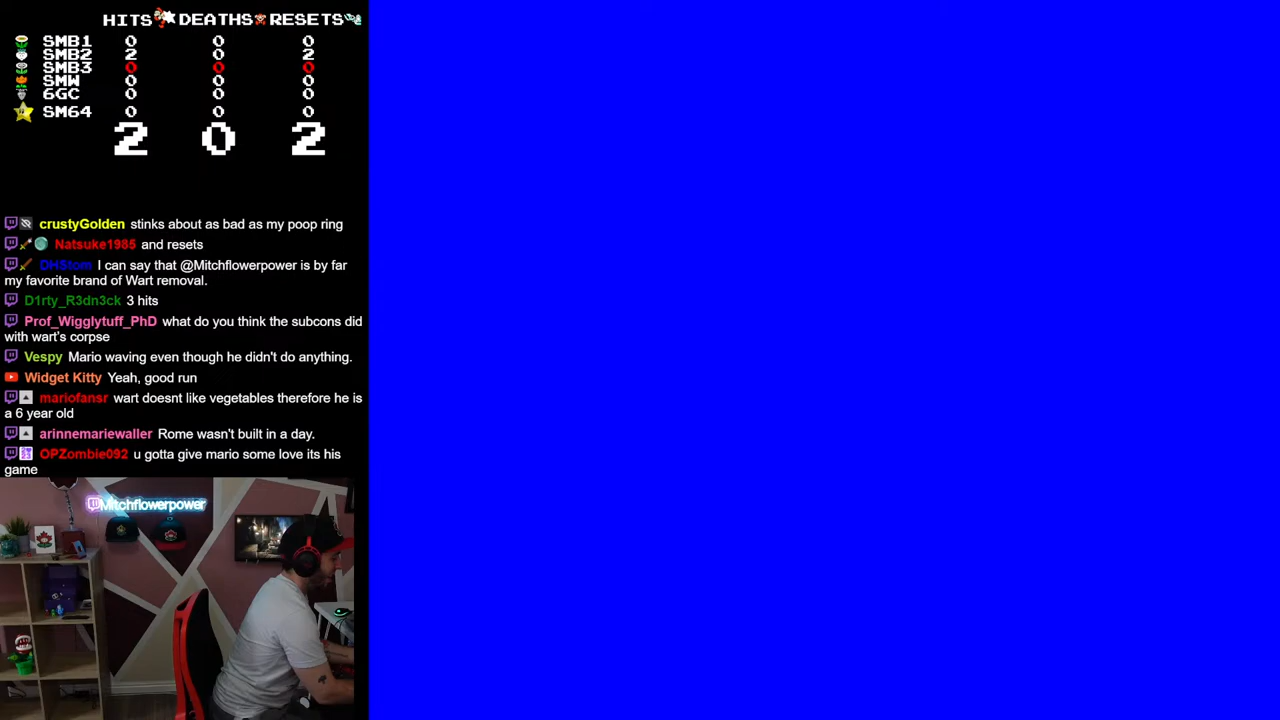 HITS DEATHS RESETS
SMB1 0 0 0
SMB2 2 0 2
SMB3 0 0 0
SMW 0 0 0
6GC 0 0 0
SM64 0 0 0
2 0 2
crustyGolden stinks about as bad as my poop ring
Natsuke1985 and resets
DHStom I can say that @Mitchflowerpower is by far
my favorite brand of Wart removal.
D1rty_R3dn3ck 3 hits
Prof_Wigglytuff_PhD what do you think the subcons did
with wart's corpse
Vespy Mario waving even though he didn't do anything.
Widget Kitty Yeah, good run
mariofansr wart doesnt like vegetables therefore he is
a 6 year old
arinnemariewaller Rome wasn't built in a day.
OPZombie092 u gotta give mario some love its his
game
Mitchflowerpower